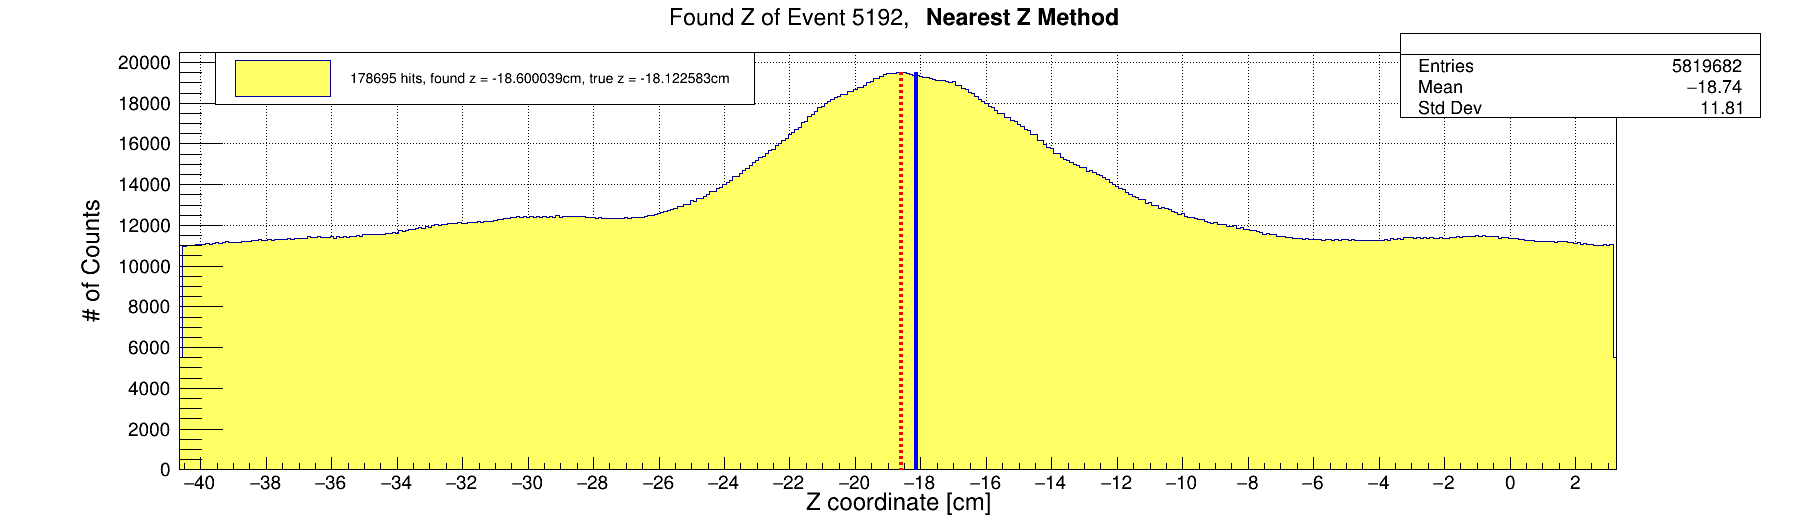 Found Z of Event 5192, Nearest Z Method
178695 hits, found z = -18.600039cm, true z = -18.122583cm
Entries 5819682
Mean −18.74
Std Dev 11.81
# of Counts
20000
18000
16000
14000
12000
10000
8000
6000
4000
2000
0
−40 −38 −36 −34 −32 −30 −28 −26 −24 −22 −20 −18 −16 −14 −12 −10 −8 −6 −4 −2 0 2
Z coordinate [cm]